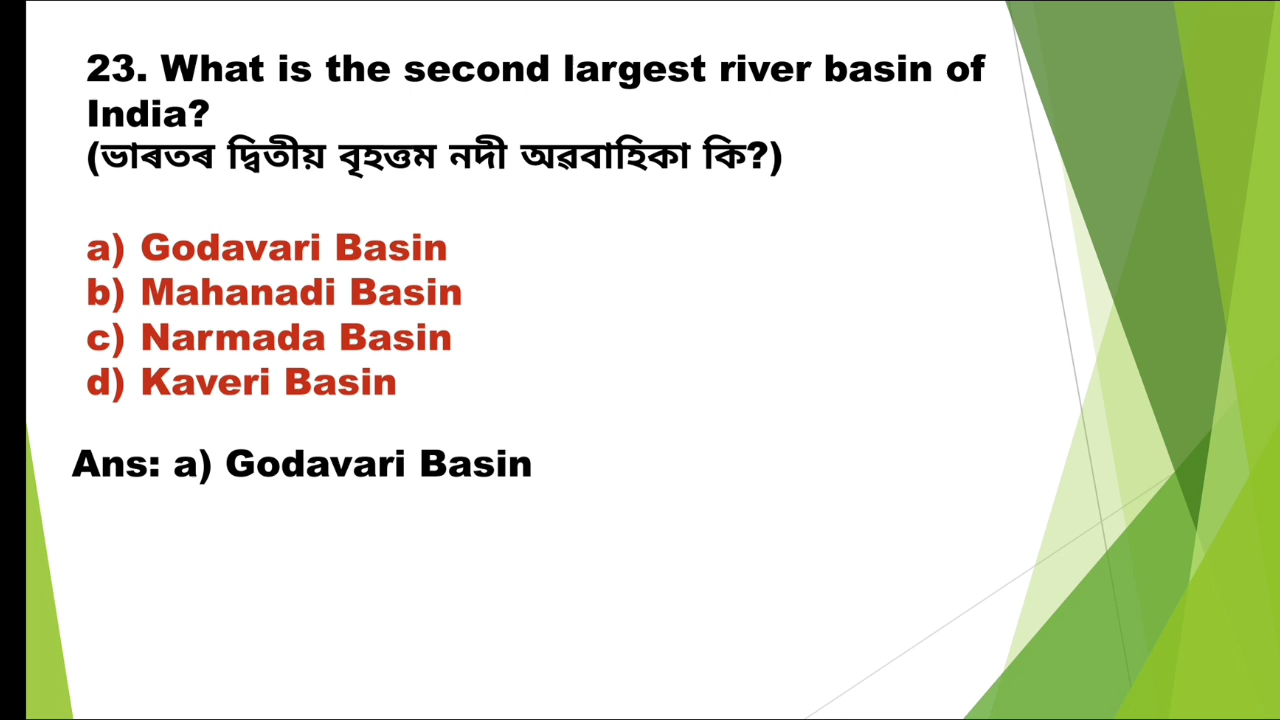 23. What is the second largest river basin of
India?
(ভাৰতৰ দ্বিতীয় বৃহত্তম নদী অৱবাহিকা কি?)
a) Godavari Basin
b) Mahanadi Basin
c) Narmada Basin
d) Kaveri Basin
Ans: a) Godavari Basin